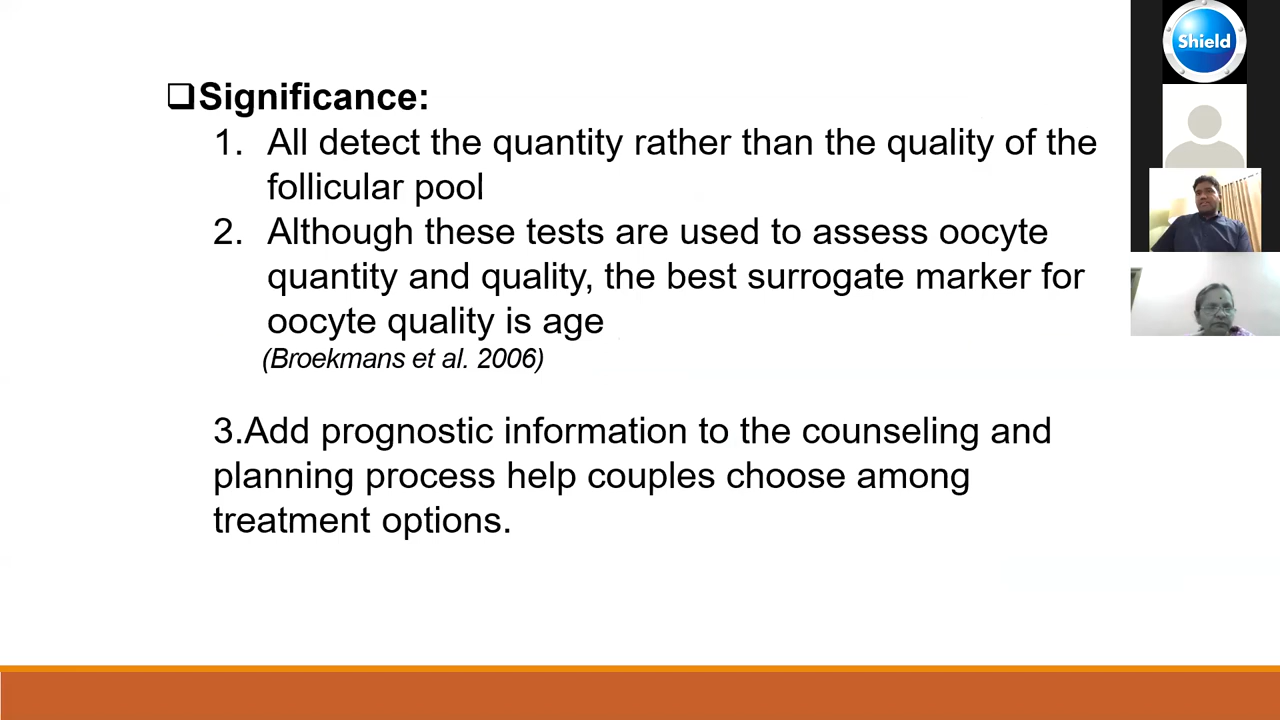 ❑Significance:
1. All detect the quantity rather than the quality of the
follicular pool
2. Although these tests are used to assess oocyte
quantity and quality, the best surrogate marker for
oocyte quality is age
(Broekmans et al. 2006)
3.Add prognostic information to the counseling and
planning process help couples choose among
treatment options.
Shield